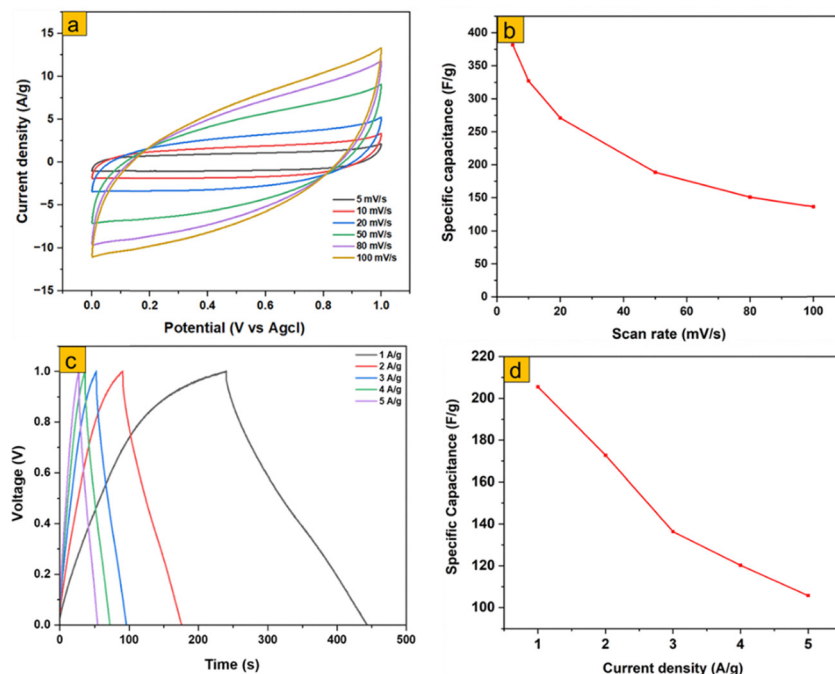 a
Current density (A/g)
15
10
5
0
−5
−10
−15
0.0 0.2 0.4 0.6 0.8 1.0
Potential (V vs Agcl)
5 mV/s
10 mV/s
20 mV/s
50 mV/s
80 mV/s
100 mV/s
b
Specific capacitance (F/g)
400
350
300
250
200
150
100
50
0
20 40 60 80 100
Scan rate (mV/s)
c
Voltage (V)
1.0
0.8
0.6
0.4
0.2
0.0
0 100 200 300 400 500
Time (s)
1 A/g
2 A/g
3 A/g
4 A/g
5 A/g
d
Specific Capacitance (F/g)
220
200
180
160
140
120
100
1 2 3 4 5
Current density (A/g)